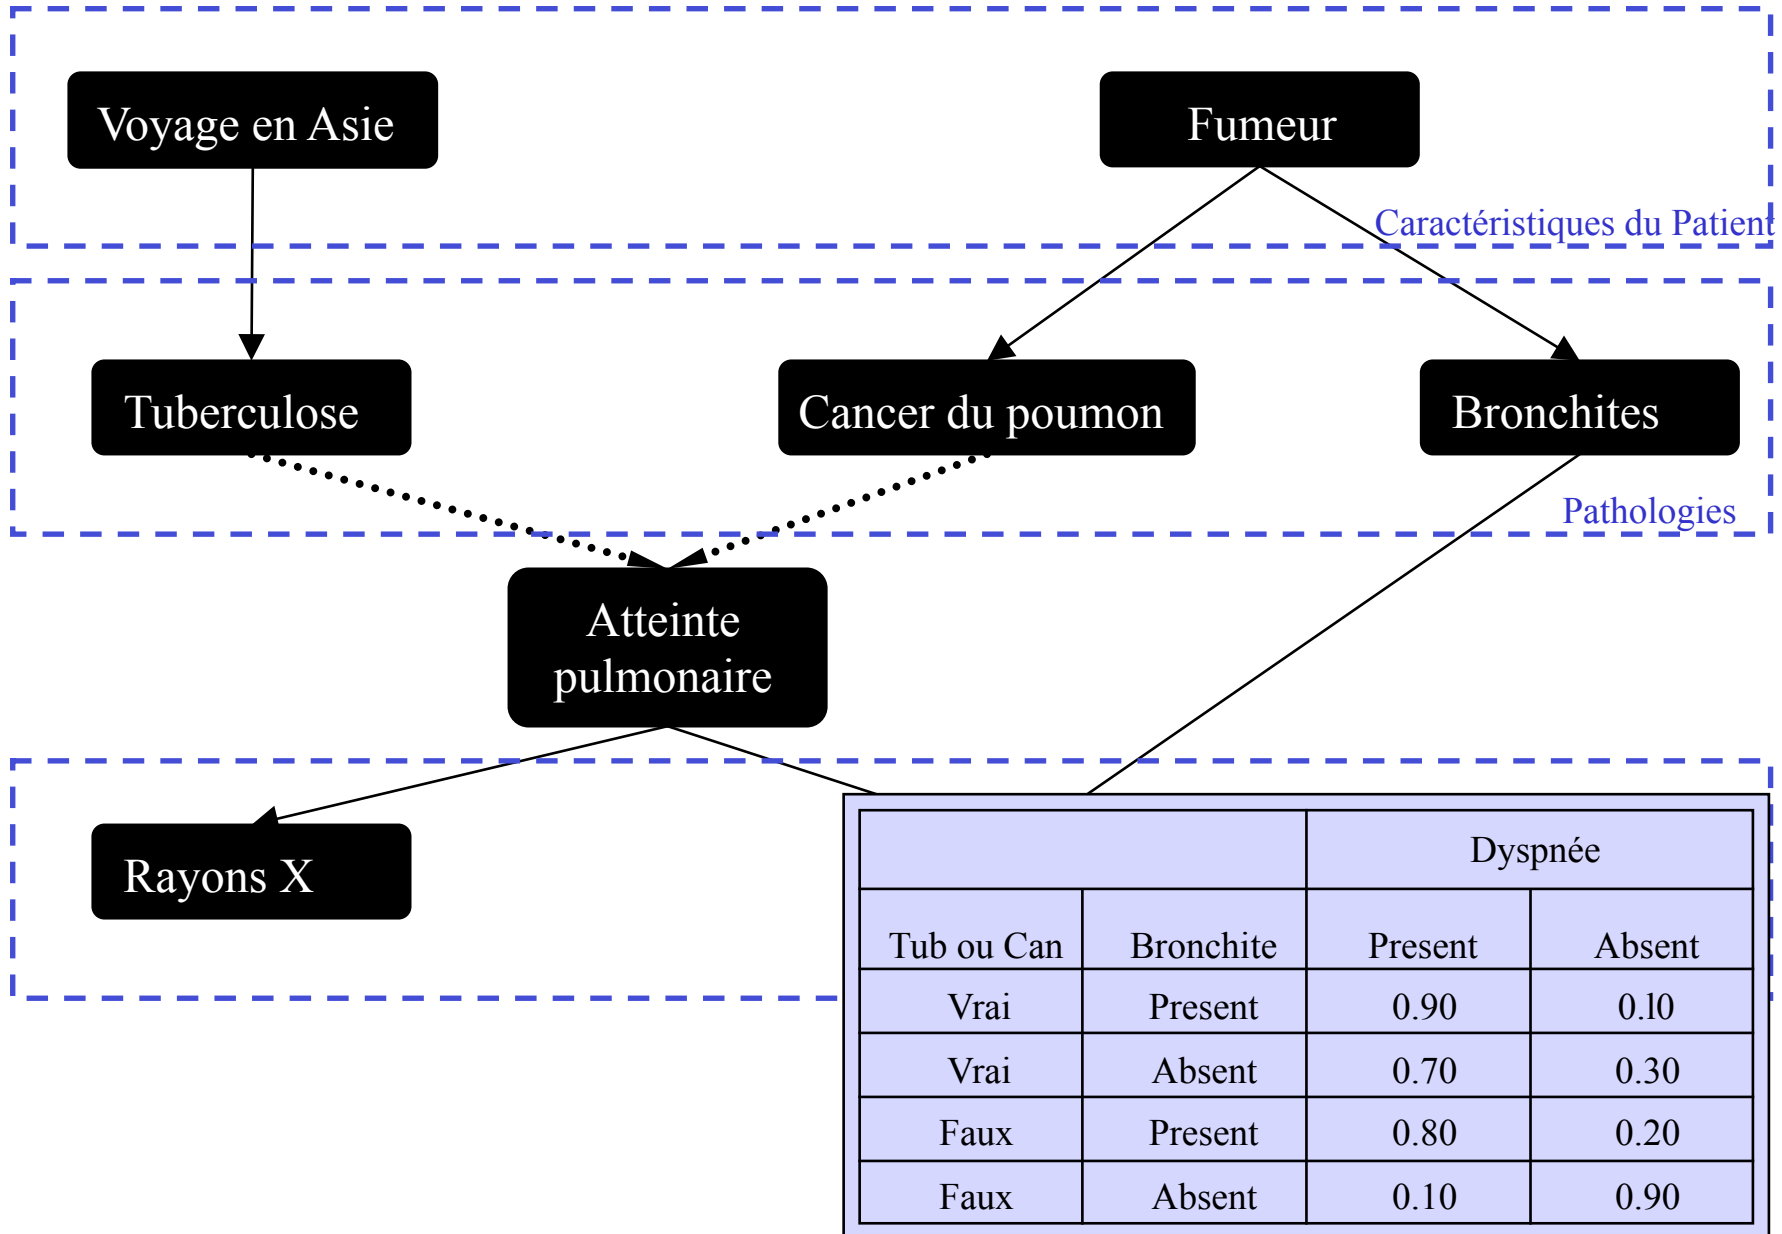 Voyage en Asie
Fumeur
Caractéristiques du Patient
Tuberculose
Cancer du poumon
Bronchites
Pathologies
Atteinte
pulmonaire
Rayons X
Dyspnée
Tub ou Can Bronchite Present Absent
Vrai Present 0.90 0.l0
Vrai Absent 0.70 0.30
Faux Present 0.80 0.20
Faux Absent 0.10 0.90